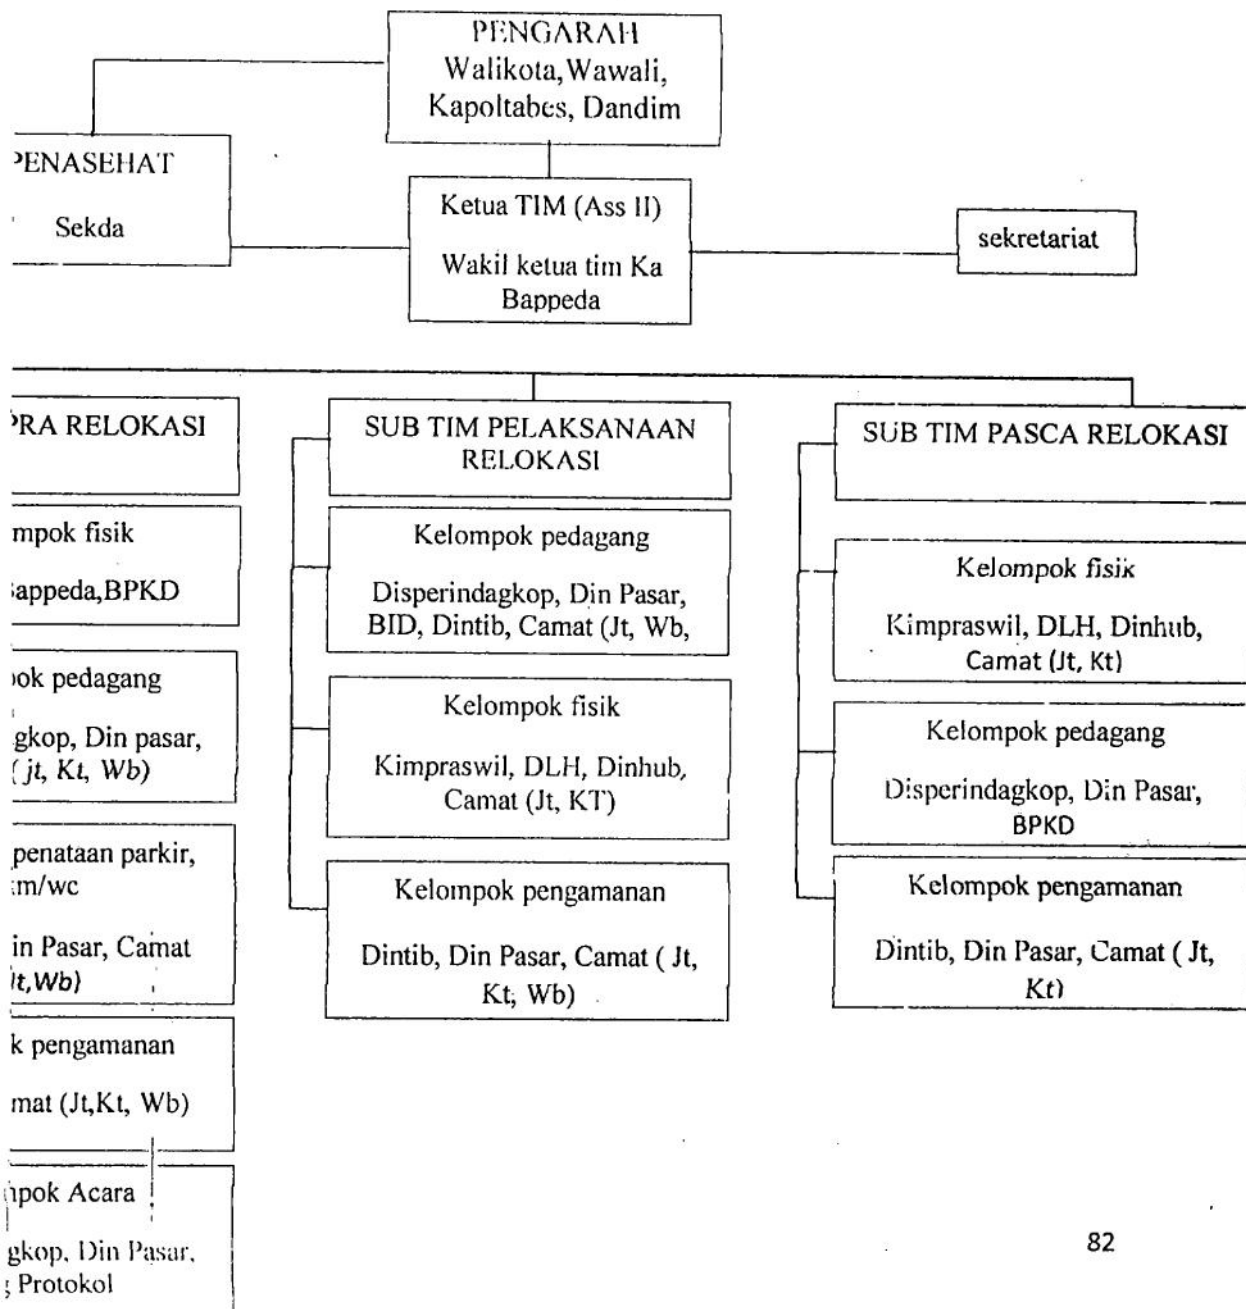 PENGARAH
Walikota,Wawali,
Kapoltabes, Dandim
PENASEHAT
Sekda
Ketua TIM (Ass II)
Wakil ketua tim Ka
Bappeda
sekretariat
PRA RELOKASI
mpok fisik
Bappeda,BPKD
ok pedagang
gkop, Din pasar,
( jt, Kt, Wb)
penataan parkir,
km/wc
in Pasar, Camat
Jt,Wb)
k pengamanan
mat (Jt,Kt, Wb)
mpok Acara
gkop, Din Pasar,
g Protokol
SUB TIM PELAKSANAAN
RELOKASI
Kelompok pedagang
Disperindagkop, Din Pasar,
BID, Dintib, Camat (Jt, Wb,
Kelompok fisik
Kimpraswil, DLH, Dinhub,
Camat (Jt, KT)
Kelompok pengamanan
Dintib, Din Pasar, Camat ( Jt,
Kt, Wb)
SUB TIM PASCA RELOKASI
Kelompok fisik
Kimpraswil, DLH, Dinhub,
Camat (Jt, Kt)
Kelompok pedagang
Disperindagkop, Din Pasar,
BPKD
Kelompok pengamanan
Dintib, Din Pasar, Camat ( Jt,
Kt)
82